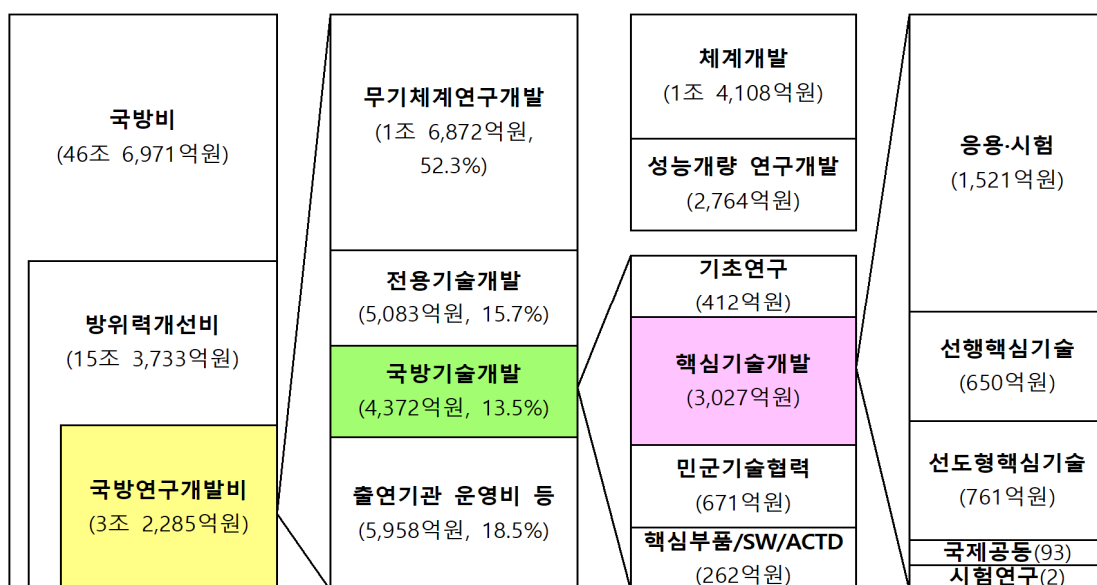 국방비
(46조 6,971억원)
방위력개선비
(15조 3,733억원)
국방연구개발비
(3조 2,285억원)
무기체계연구개발
(1조 6,872억원,
52.3%)
전용기술개발
(5,083억원, 15.7%)
국방기술개발
(4,372억원, 13.5%)
출연기관 운영비 등
(5,958억원, 18.5%)
체계개발
(1조 4,108억원)
성능개량 연구개발
(2,764억원)
기초연구
(412억원)
핵심기술개발
(3,027억원)
민군기술협력
(671억원)
핵심부품/SW/ACTD
(262억원)
응용·시험
(1,521억원)
선행핵심기술
(650억원)
선도형핵심기술
(761억원)
국제공동(93)
시험연구(2)